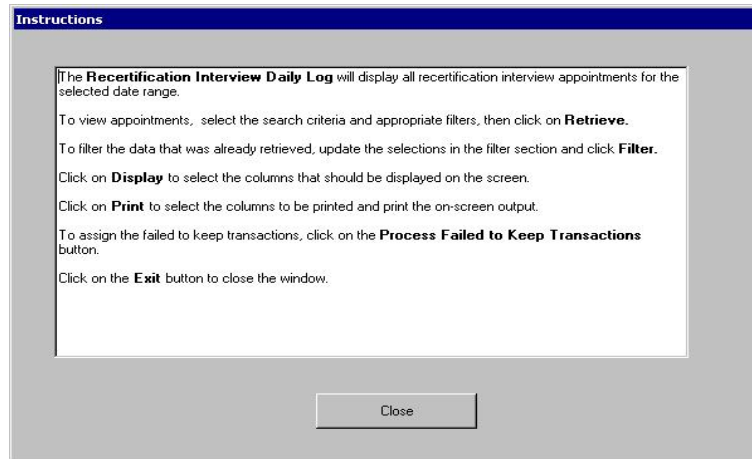 Instructions
The Recertification Interview Daily Log will display all recertification interview appointments for the
selected date range.
To view appointments,  select the search criteria and appropriate filters, then click on Retrieve.
To filter the data that was already retrieved, update the selections in the filter section and click Filter.
Click on Display to select the columns that should be displayed on the screen.
Click on Print to select the columns to be printed and print the on-screen output.
To assign the failed to keep transactions, click on the Process Failed to Keep Transactions
button.
Click on the Exit button to close the window.
Close